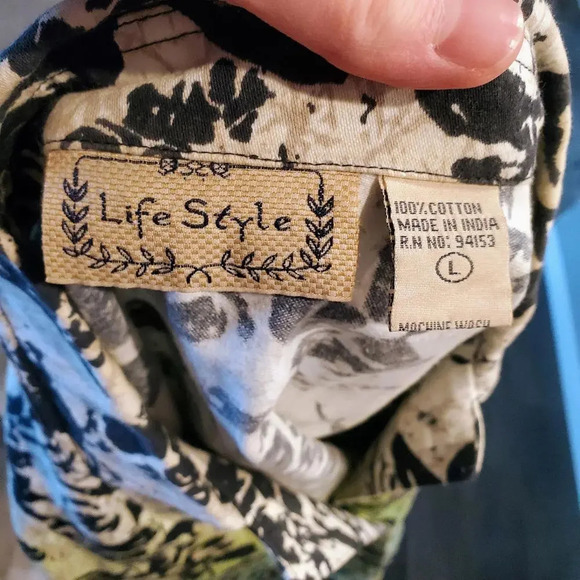 Life Style
100%.COTTON
MADE IN INDIA
R.N NO: 94153
L
MACHINE WASH